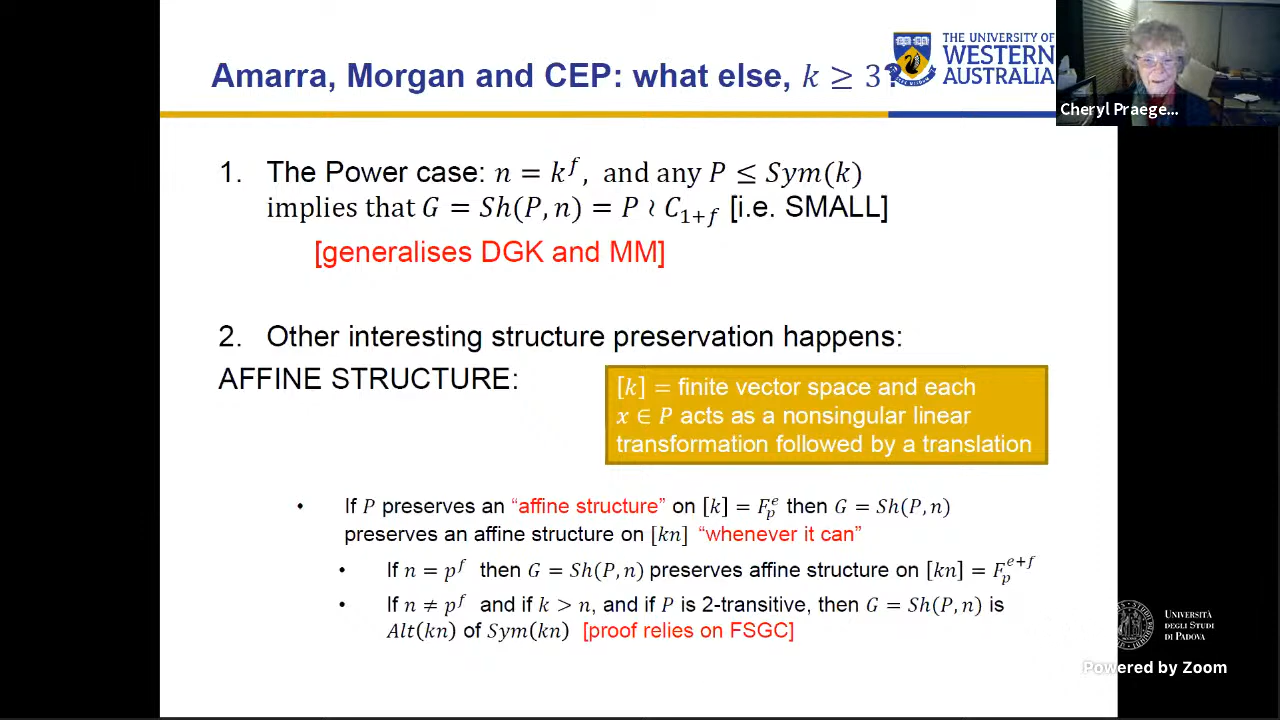 Amarra, Morgan and CEP: what else, k ≥ 3?
THE UNIVERSITY OF
WESTERN
AUSTRALIA
Cheryl Praege...
1. The Power case: n = k^f, and any P ≤ Sym(k)
implies that G = Sh(P, n) = P ≀ C_{1+f} [i.e. SMALL]
[generalises DGK and MM]
2. Other interesting structure preservation happens:
AFFINE STRUCTURE:
[k] = finite vector space and each
x ∈ P acts as a nonsingular linear
transformation followed by a translation
• If P preserves an “affine structure” on [k] = F_p^e then G = Sh(P, n)
preserves an affine structure on [kn] “whenever it can”
• If n = p^f then G = Sh(P, n) preserves affine structure on [kn] = F_p^{e+f}
• If n ≠ p^f and if k > n, and if P is 2-transitive, then G = Sh(P, n) is
Alt(kn) of Sym(kn) [proof relies on FSGC]
UNIVERSITÀ
DEGLI STUDI
DI PADOVA
Powered by Zoom